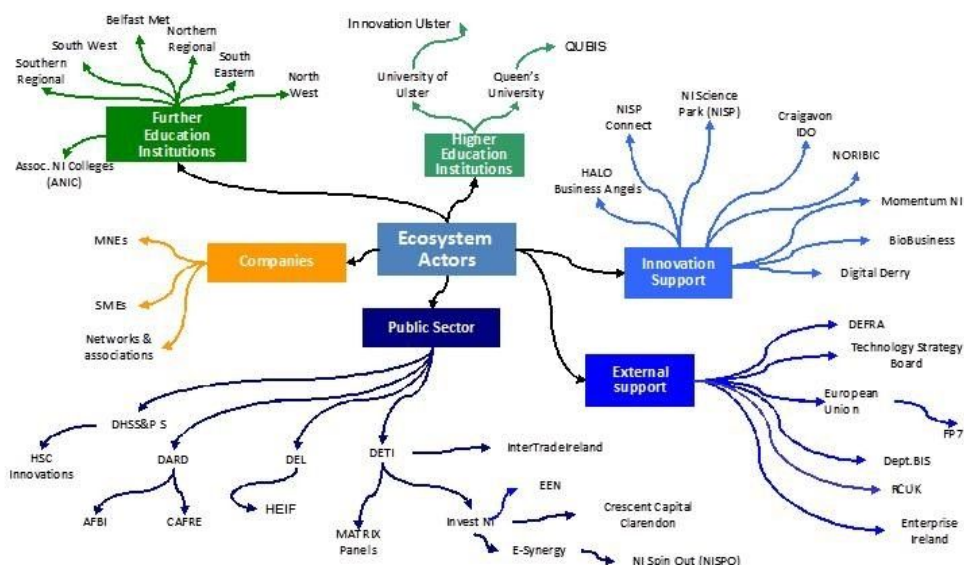 Innovation Ulster
Belfast Met
Northern
Regional
South West
South
Eastern
Southern
Regional
North
West
QUBIS
University of
Ulster
Queen's
University
Further
Education
Institutions
Higher
Education
Institutions
Assoc. NI Colleges
(ANIC)
NISP
Connect
NI Science
Park (NISP)
Craigavon
IDO
NORIBIC
HALO
Business Angels
Momentum NI
BioBusiness
Digital Derry
Innovation
Support
Ecosystem
Actors
MNEs
Companies
SMEs
Networks &
associations
Public Sector
External
support
DEFRA
Technology Strategy
Board
European
Union
FP7
Dept.BIS
RCUK
Enterprise
Ireland
DHSS&P S
HSC
Innovations
DARD
DEL
DETI
InterTradeIreland
AFBI
CAFRE
HEIF
MATRIX
Panels
Invest NI
EEN
Crescent Capital
Clarendon
E-Synergy
NI Spin Out (NISPO)